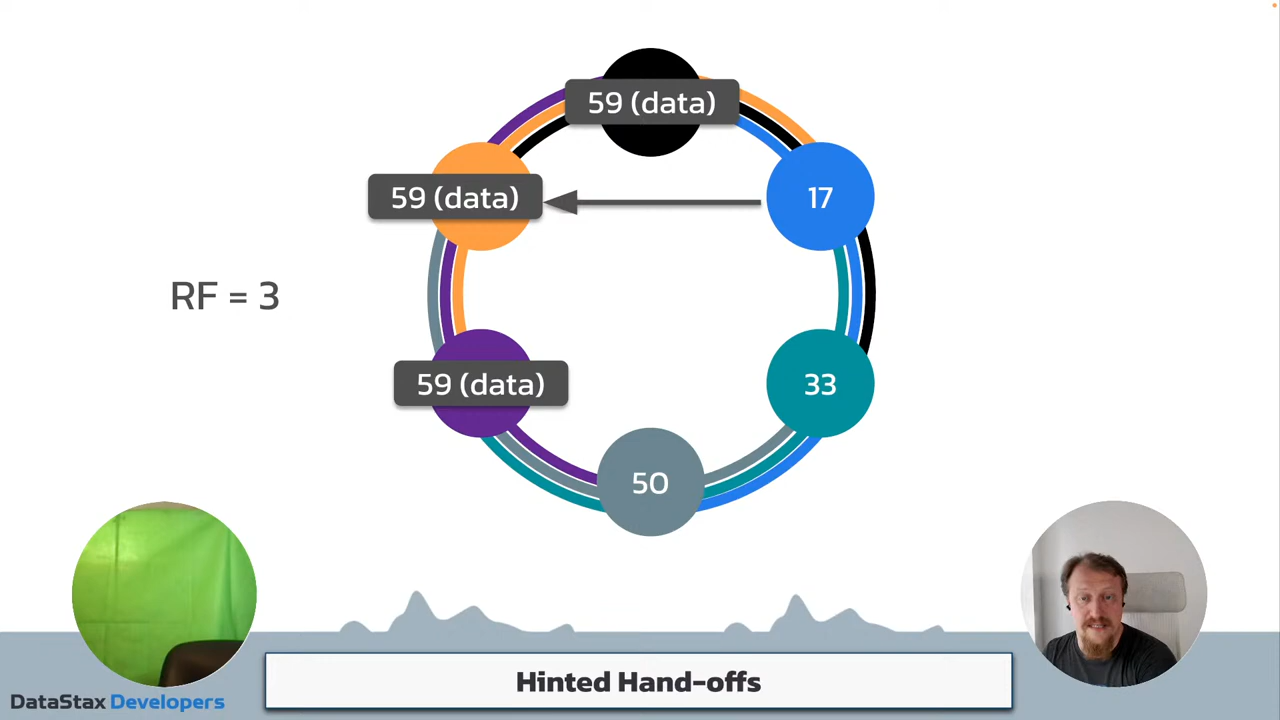 59 (data)
59 (data)
17
RF = 3
59 (data)
33
50
Hinted Hand-offs
DataStax Developers